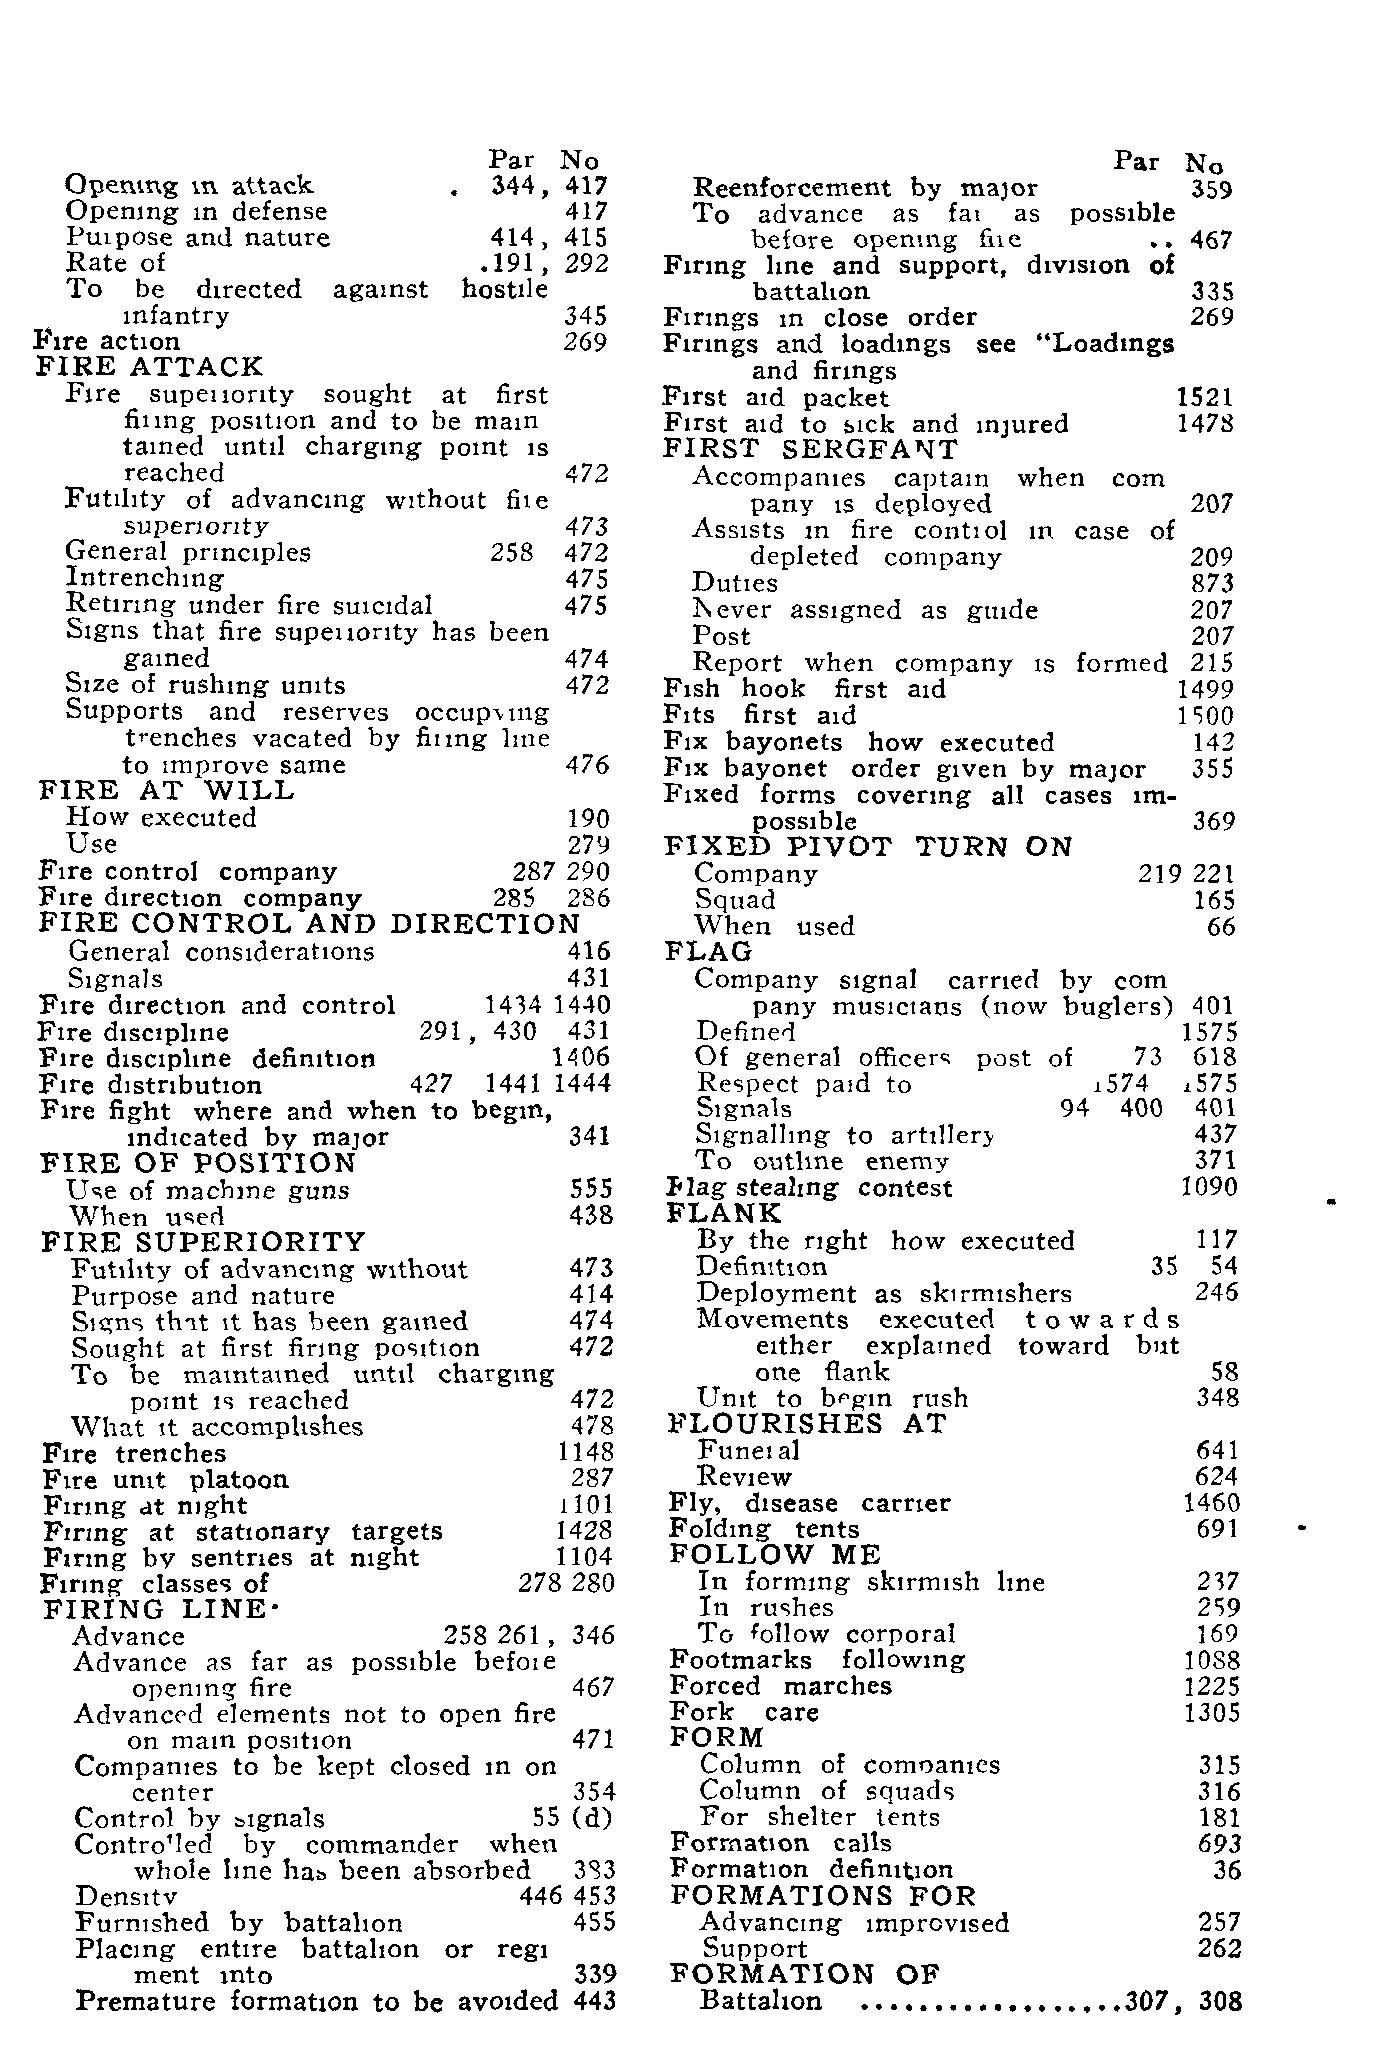 Par No
Opening in attack . 344, 417
Opening in defense 417
Purpose and nature 414, 415
Rate of .191, 292
To be directed against hostile
infantry 345
Fire action 269
FIRE ATTACK
Fire superiority sought at first
firing position and to be main
tained until charging point is
reached 472
Futility of advancing without fire
superiority 473
General principles 258 472
Intrenching 475
Retiring under fire suicidal 475
Signs that fire superiority has been
gained 474
Size of rushing units 472
Supports and reserves occupying
trenches vacated by firing line
to improve same 476
FIRE AT WILL
How executed 190
Use 279
Fire control company 287 290
Fire direction company 285 286
FIRE CONTROL AND DIRECTION
General considerations 416
Signals 431
Fire direction and control 1434 1440
Fire discipline 291, 430 431
Fire discipline definition 1406
Fire distribution 427 1441 1444
Fire fight where and when to begin,
indicated by major 341
FIRE OF POSITION
Use of machine guns 555
When used 438
FIRE SUPERIORITY
Futility of advancing without 473
Purpose and nature 414
Signs that it has been gained 474
Sought at first firing position 472
To be maintained until charging
point is reached 472
What it accomplishes 478
Fire trenches 1148
Fire unit platoon 287
Firing at night 1101
Firing at stationary targets 1428
Firing by sentries at night 1104
Firing classes of 278 280
FIRING LINE·
Advance 258 261, 346
Advance as far as possible before
opening fire 467
Advanced elements not to open fire
on main position 471
Companies to be kept closed in on
center 354
Control by signals 55 (d)
Controlled by commander when
whole line has been absorbed 383
Density 446 453
Furnished by battalion 455
Placing entire battalion or regi
ment into 339
Premature formation to be avoided 443
Par No
Reenforcement by major 359
To advance as far as possible
before opening fire .. 467
Firing line and support, division of
battalion 335
Firings in close order 269
Firings and loadings see "Loadings
and firings
First aid packet 1521
First aid to sick and injured 1478
FIRST SERGEANT
Accompanies captain when com
pany is deployed 207
Assists in fire control in case of
depleted company 209
Duties 873
Never assigned as guide 207
Post 207
Report when company is formed 215
Fish hook first aid 1499
Fits first aid 1500
Fix bayonets how executed 142
Fix bayonet order given by major 355
Fixed forms covering all cases im-
possible 369
FIXED PIVOT TURN ON
Company 219 221
Squad 165
When used 66
FLAG
Company signal carried by com
pany musicians (now buglers) 401
Defined 1575
Of general officers post of 73 618
Respect paid to 1574 1575
Signals 94 400 401
Signalling to artillery 437
To outline enemy 371
Flag stealing contest 1090
FLANK
By the right how executed 117
Definition 35 54
Deployment as skirmishers 246
Movements executed towards
either explained toward but
one flank 58
Unit to begin rush 348
FLOURISHES AT
Funeral 641
Review 624
Fly, disease carrier 1460
Folding tents 691
FOLLOW ME
In forming skirmish line 237
In rushes 259
To follow corporal 169
Footmarks following 1088
Forced marches 1225
Fork care 1305
FORM
Column of companies 315
Column of squads 316
For shelter tents 181
Formation calls 693
Formation definition 36
FORMATIONS FOR
Advancing improvised 257
Support 262
FORMATION OF
Battalion ..................307, 308